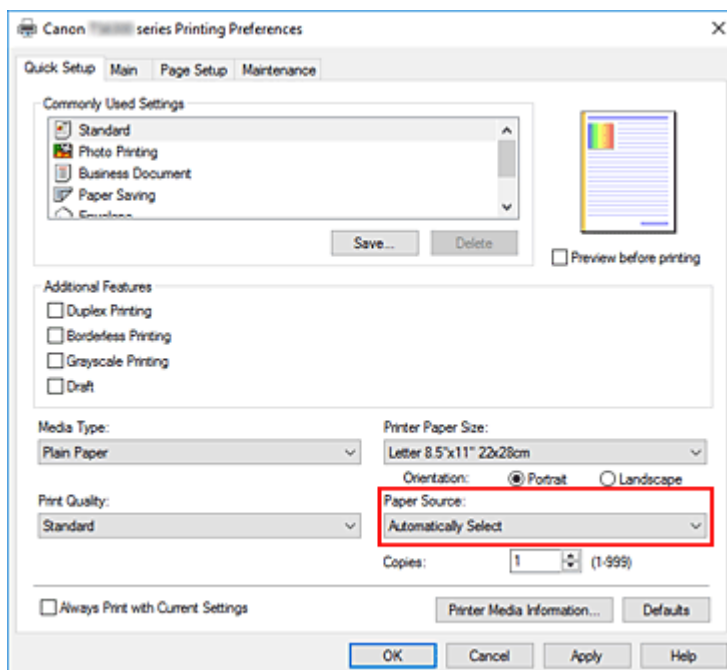 Canon series Printing Preferences
Quick Setup Main Page Setup Maintenance
Commonly Used Settings
Standard
Photo Printing
Business Document
Paper Saving
Save... Delete
Preview before printing
Additional Features
Duplex Printing
Borderless Printing
Grayscale Printing
Draft
Media Type: Printer Paper Size:
Plain Paper Letter 8.5"x11" 22x28cm
Orientation: Portrait Landscape
Print Quality: Paper Source:
Standard Automatically Select
Copies: 1 (1-999)
Always Print with Current Settings Printer Media Information... Defaults
OK Cancel Apply Help